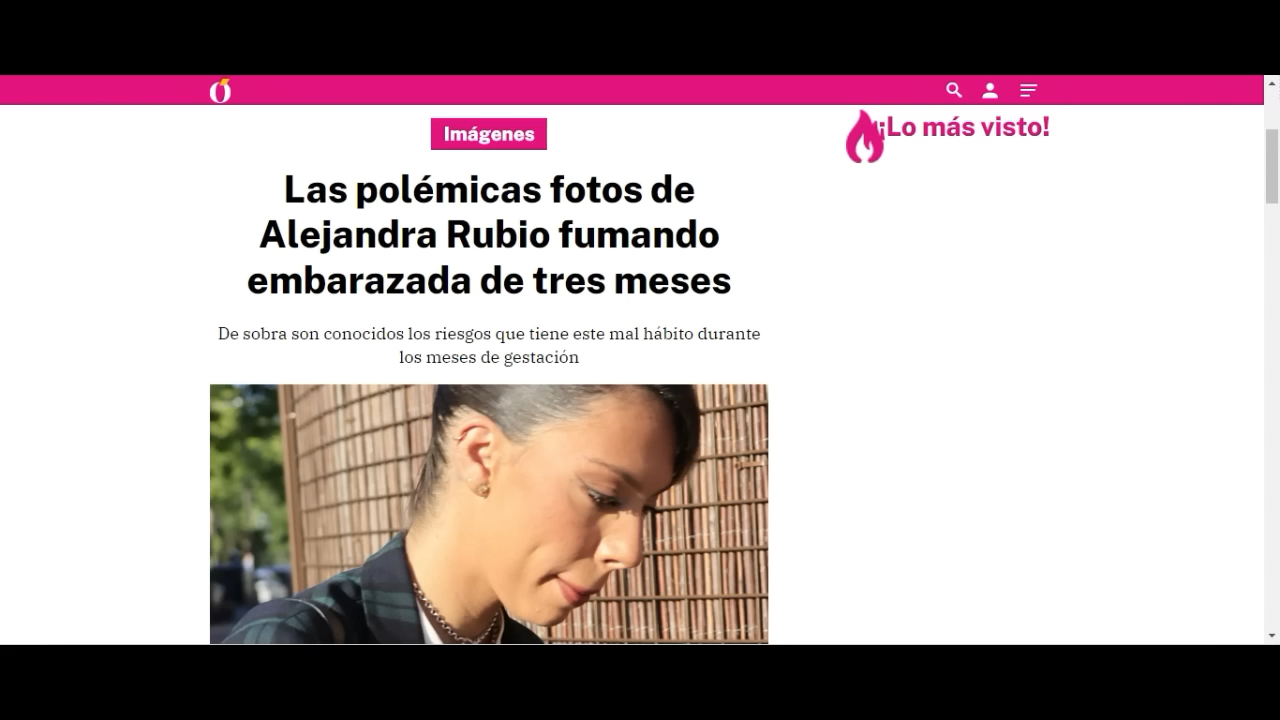 Ó
Imágenes
¡Lo más visto!
Las polémicas fotos de
Alejandra Rubio fumando
embarazada de tres meses
De sobra son conocidos los riesgos que tiene este mal hábito durante
los meses de gestación